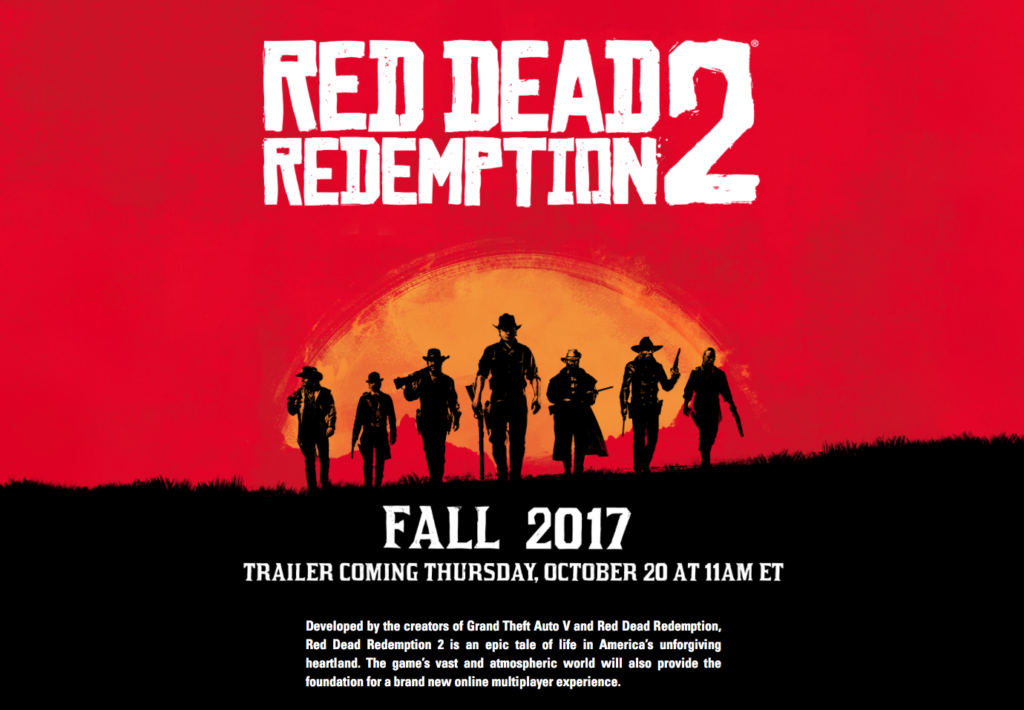 RED DEAD
REDEMPTION 2®
FALL 2017
TRAILER COMING THURSDAY, OCTOBER 20 AT 11AM ET
Developed by the creators of Grand Theft Auto V and Red Dead Redemption,
Red Dead Redemption 2 is an epic tale of life in America's unforgiving
heartland. The game's vast and atmospheric world will also provide the
foundation for a brand new online multiplayer experience.